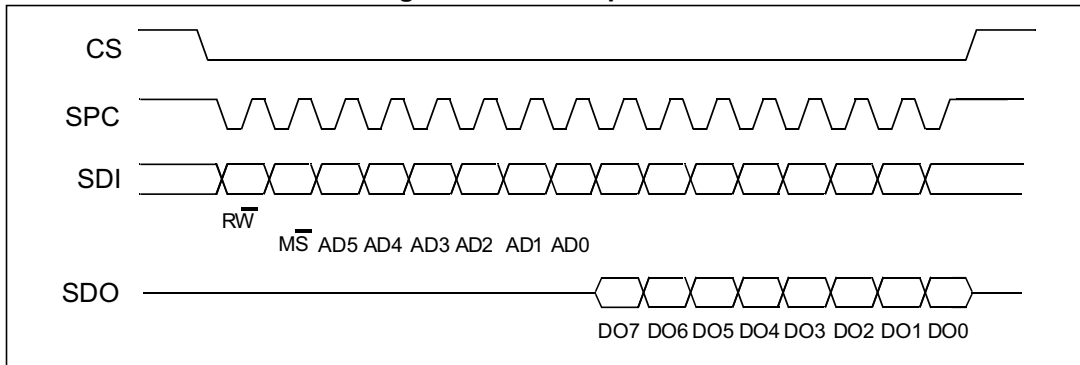 CS
SPC
SDI
RW̅
MS̅ AD5 AD4 AD3 AD2 AD1 AD0
SDO
DO7 DO6 DO5 DO4 DO3 DO2 DO1 DO0